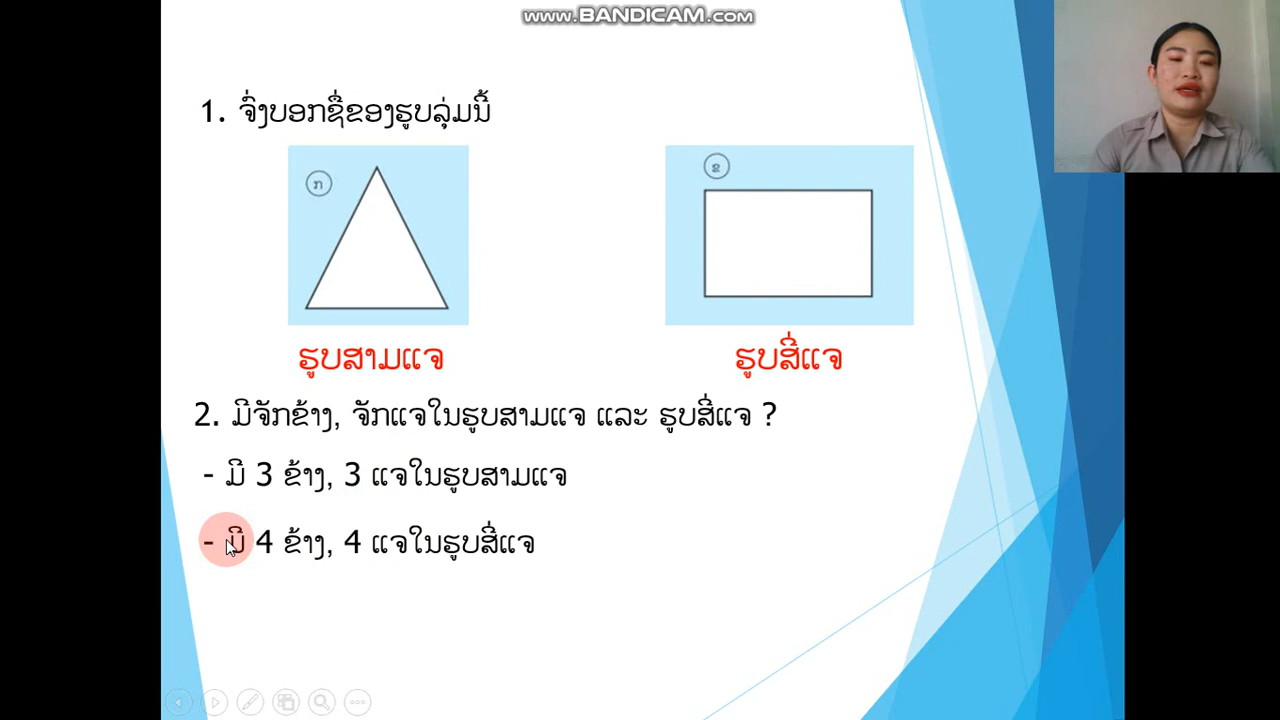 www.BANDICAM.com
1. ຈົ່ງບອກຊື່ຂອງຮູບລຸ່ມນີ້
ກ
ຂ
ຮູບສາມແຈ
ຮູບສີ່ແຈ
2. ມີຈັກຂ້າງ, ຈັກແຈໃນຮູບສາມແຈ ແລະ ຮູບສີ່ແຈ ?
- ມີ 3 ຂ້າງ, 3 ແຈໃນຮູບສາມແຈ
- ມີ 4 ຂ້າງ, 4 ແຈໃນຮູບສີ່ແຈ